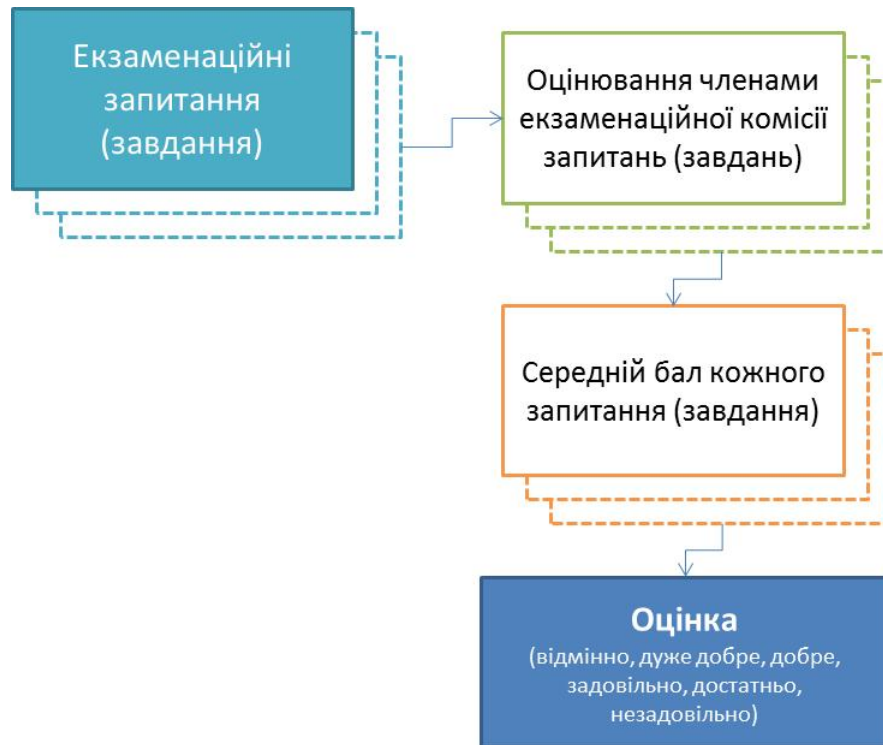 Екзаменаційні
запитання
(завдання)
Оцінювання членами
екзаменаційної комісії
запитань (завдань)
Середній бал кожного
запитання (завдання)
Оцінка
(відмінно, дуже добре, добре,
задовільно, достатньо,
незадовільно)